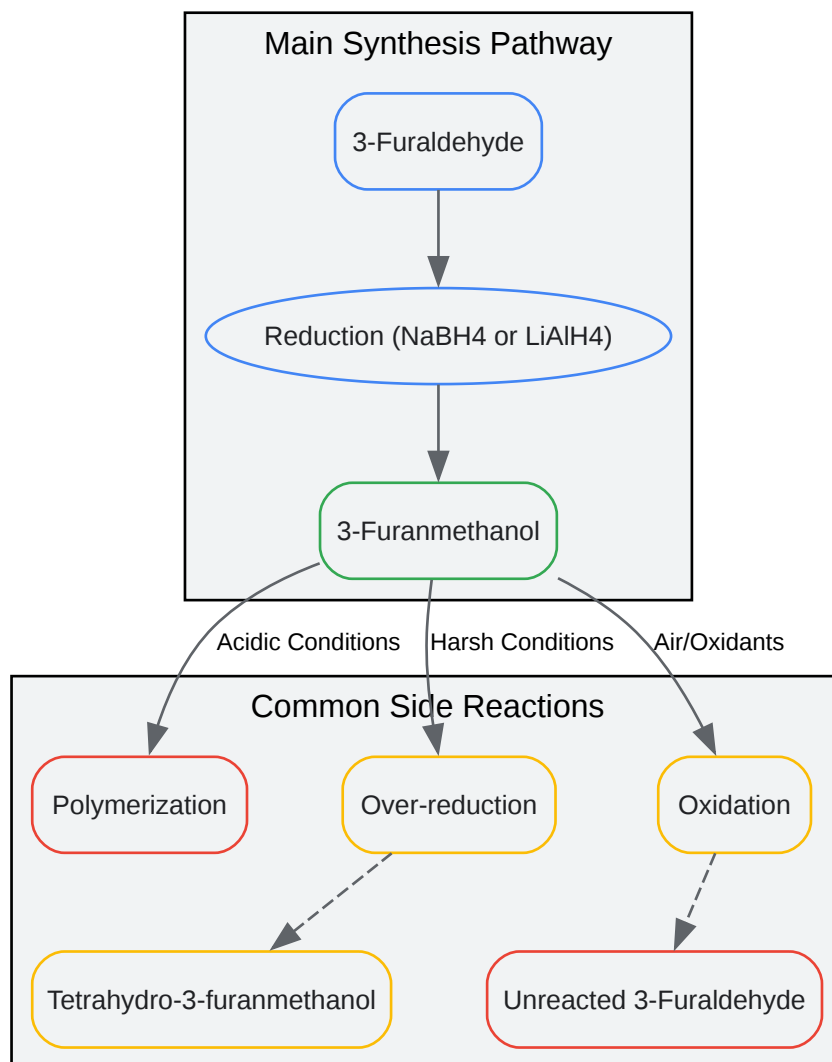 Main Synthesis Pathway
3-Furaldehyde
Reduction (NaBH4 or LiAlH4)
3-Furanmethanol
Acidic Conditions
Harsh Conditions
Air/Oxidants
Common Side Reactions
Polymerization
Over-reduction
Oxidation
Tetrahydro-3-furanmethanol
Unreacted 3-Furaldehyde